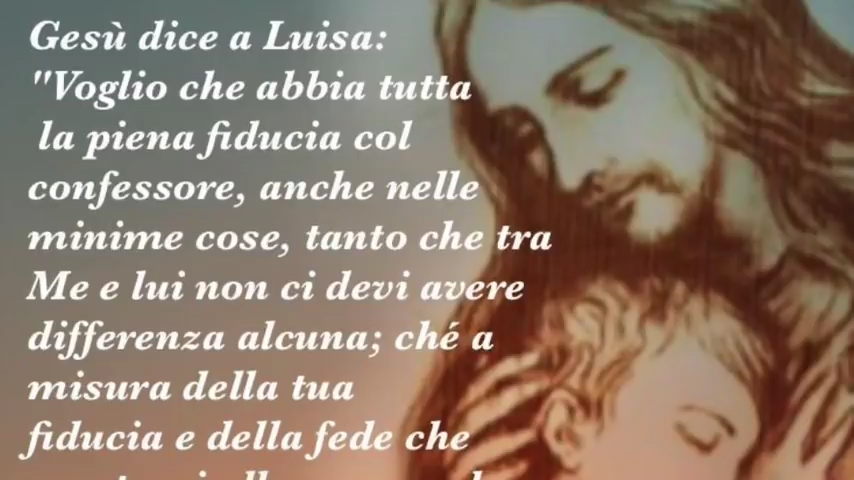 Gesù dice a Luisa:
"Voglio che abbia tutta
la piena fiducia col
confessore, anche nelle
minime cose, tanto che tra
Me e lui non ci devi avere
differenza alcuna; ché a
misura della tua
fiducia e della fede che